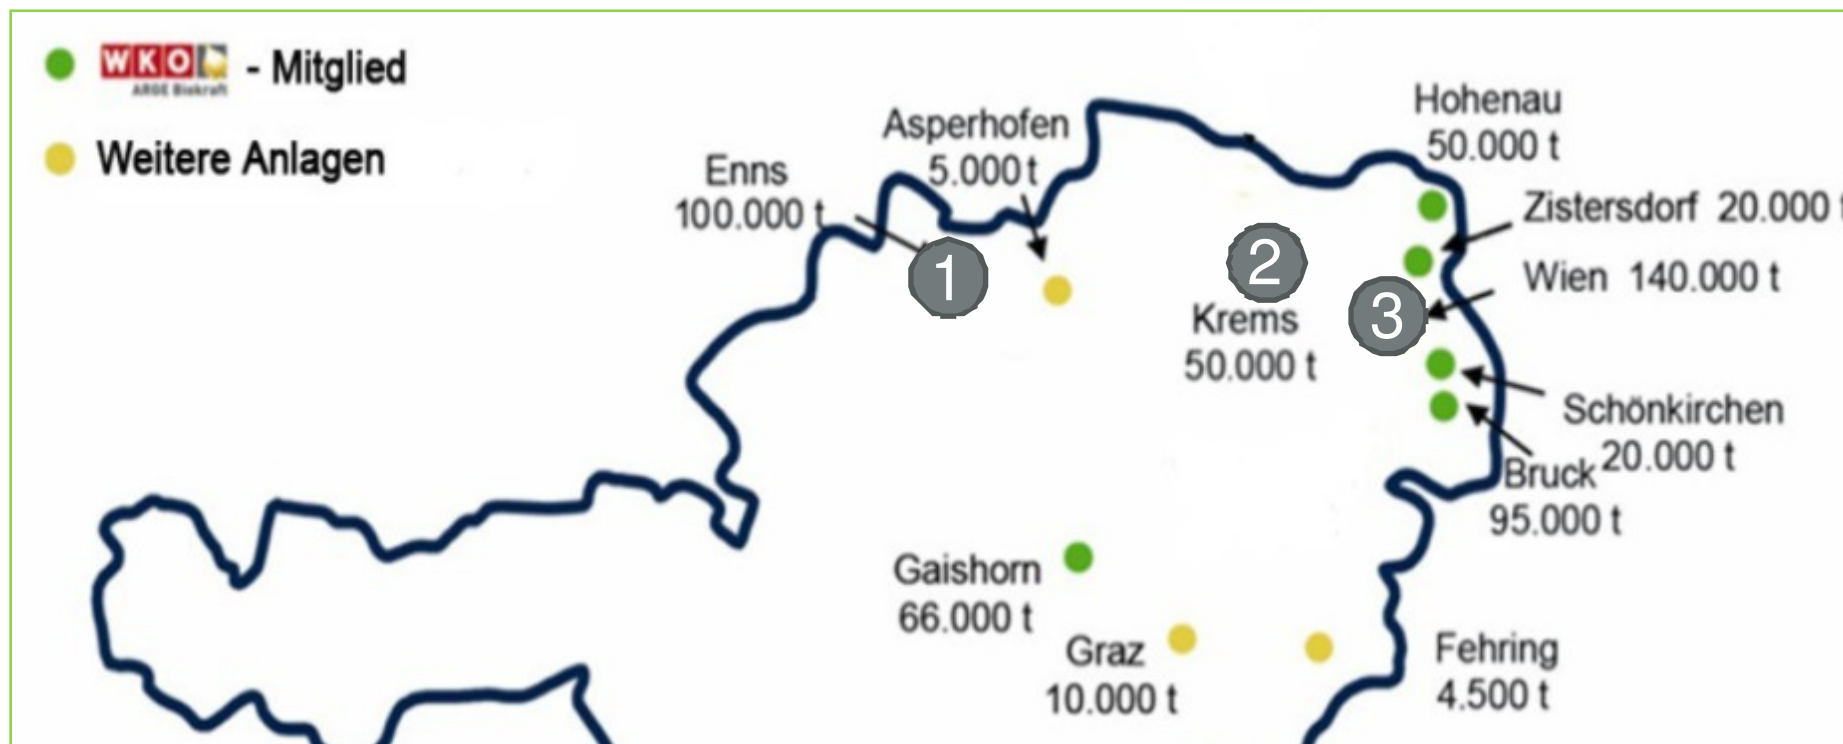 WKO - Mitglied
ARGE Biokraft
Weitere Anlagen
Enns
100.000 t
Asperhofen
5.000 t
Hohenau
50.000 t
Zistersdorf 20.000 t
Wien 140.000 t
1
2
3
Krems
50.000 t
Schönkirchen
20.000 t
Bruck
95.000 t
Gaishorn
66.000 t
Graz
10.000 t
Fehring
4.500 t